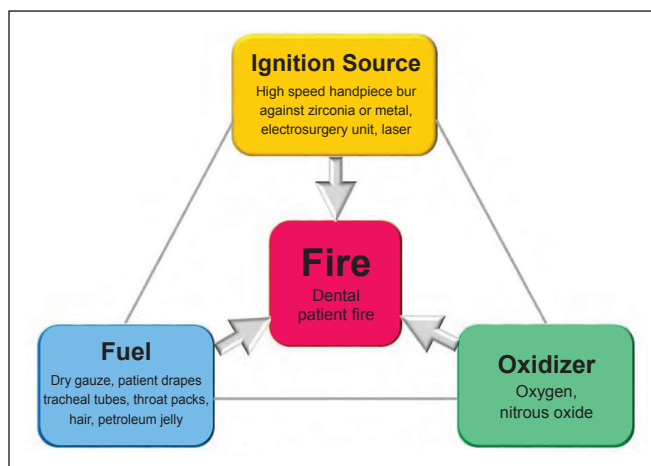 Ignition Source
High speed handpiece bur
against zirconia or metal,
electrosurgery unit, laser
Fire
Dental
patient fire
Fuel
Dry gauze, patient drapes
tracheal tubes, throat packs,
hair, petroleum jelly
Oxidizer
Oxygen,
nitrous oxide